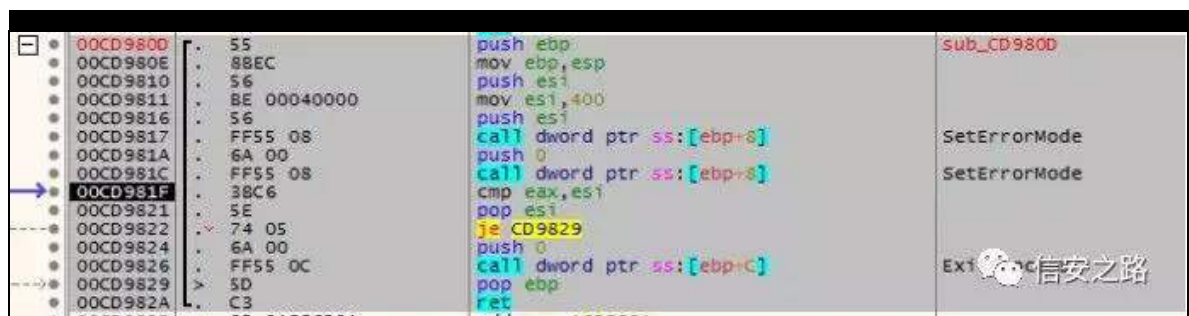 00CD980D 55 push ebp sub_CD980D
00CD980E 8BEC mov ebp,esp
00CD9810 56 push esi
00CD9811 BE 00040000 mov esi,400
00CD9816 56 push esi
00CD9817 FF55 08 call dword ptr ss:[ebp+8] SetErrorMode
00CD981A 6A 00 push 0
00CD981C FF55 08 call dword ptr ss:[ebp+8] SetErrorMode
00CD981F 3BC6 cmp eax,esi
00CD9821 5E pop esi
00CD9822 74 05 je CD9829
00CD9824 6A 00 push 0
00CD9826 FF55 0C call dword ptr ss:[ebp+C]
00CD9829 5D pop ebp
00CD982A C3 ret
信安之路